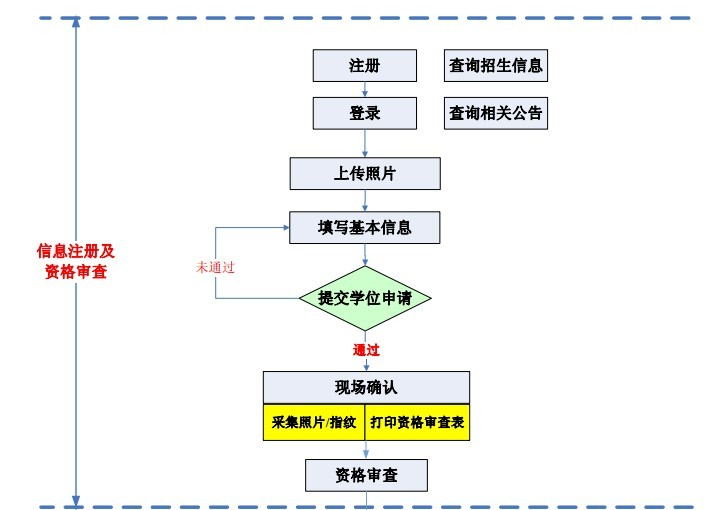 注册
查询招生信息
登录
查询相关公告
上传照片
填写基本信息
信息注册及
资格审查
未通过
提交学位申请
通过
现场确认
采集照片/指纹
打印资格审查表
资格审查